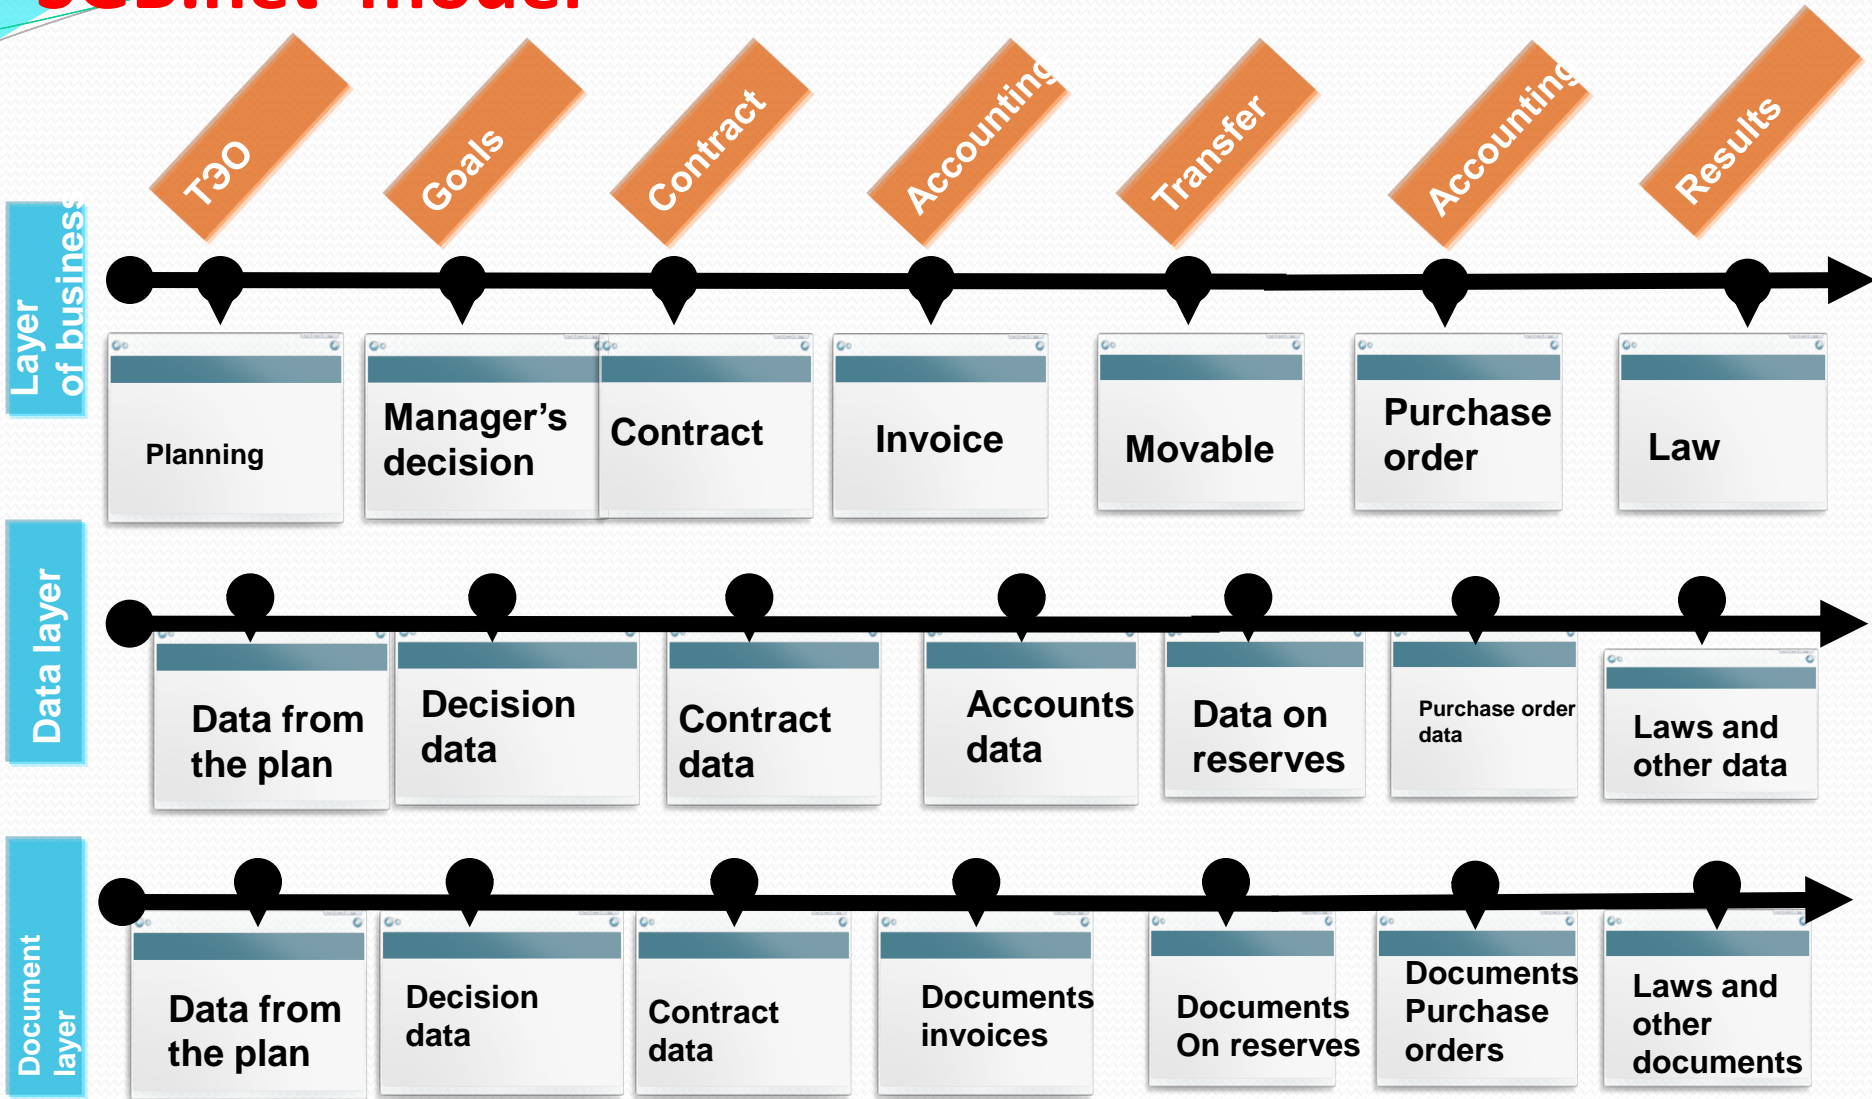 model
ТЭО
Goals
Contract
Accounting
Transfer
Accounting
Results
Layer
of business
Planning
Manager’s
decision
Contract
Invoice
Movable
Purchase
order
Law
Data layer
Data from
the plan
Decision
data
Contract
data
Accounts
data
Data on
reserves
Purchase order
data
Laws and
other data
Document
layer
Data from
the plan
Decision
data
Contract
data
Documents
invoices
Documents
On reserves
Documents
Purchase
orders
Laws and
other
documents